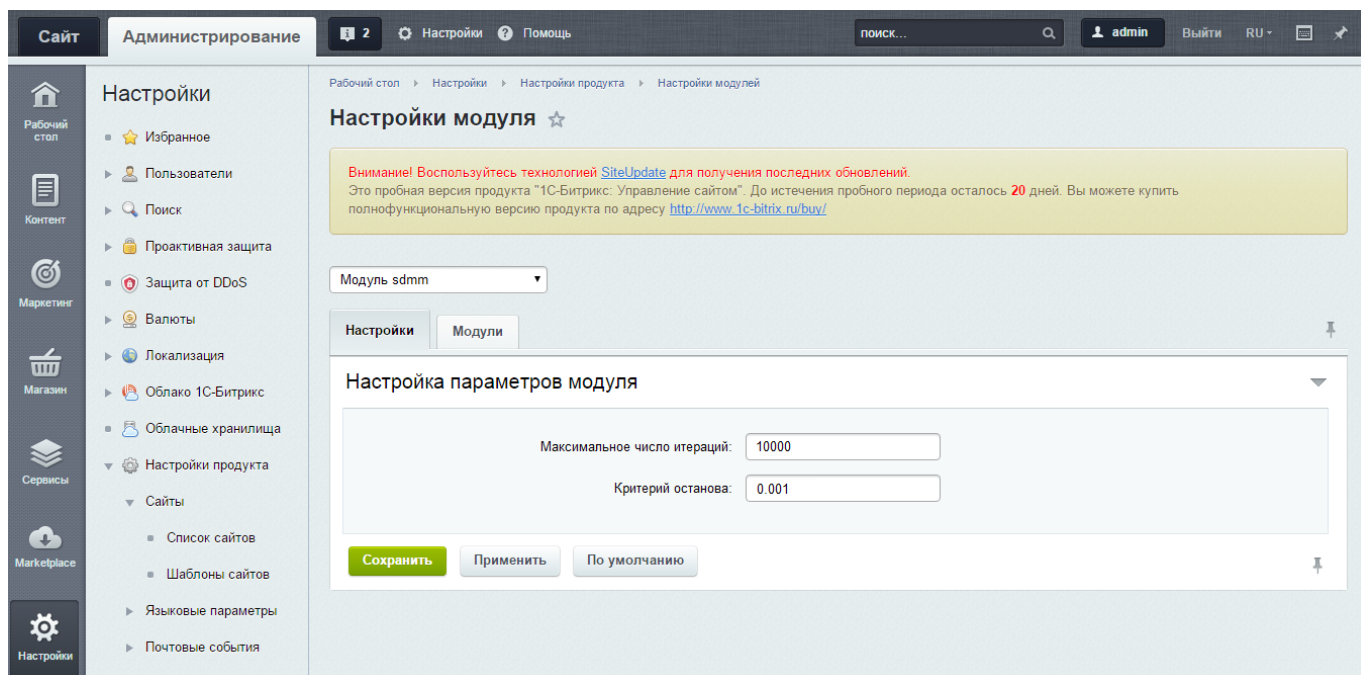 Сайт
Администрирование
2
Настройки
Помощь
поиск...
admin
Выйти
RU
Рабочий стол
Контент
Маркетинг
Магазин
Сервисы
Marketplace
Настройки
Настройки
Избранное
Пользователи
Поиск
Проактивная защита
Защита от DDoS
Валюты
Локализация
Облако 1С-Битрикс
Облачные хранилища
Настройки продукта
Сайты
Список сайтов
Шаблоны сайтов
Языковые параметры
Почтовые события
Рабочий стол Настройки Настройки продукта Настройки модулей
Настройки модуля
Внимание! Воспользуйтесь технологией SiteUpdate для получения последних обновлений.
Это пробная версия продукта "1С-Битрикс: Управление сайтом". До истечения пробного периода осталось 20 дней. Вы можете купить
полнофункциональную версию продукта по адресу http://www.1c-bitrix.ru/buy/
Модуль sdmm
Настройки
Модули
Настройка параметров модуля
Максимальное число итераций: 10000
Критерий останова: 0.001
Сохранить
Применить
По умолчанию